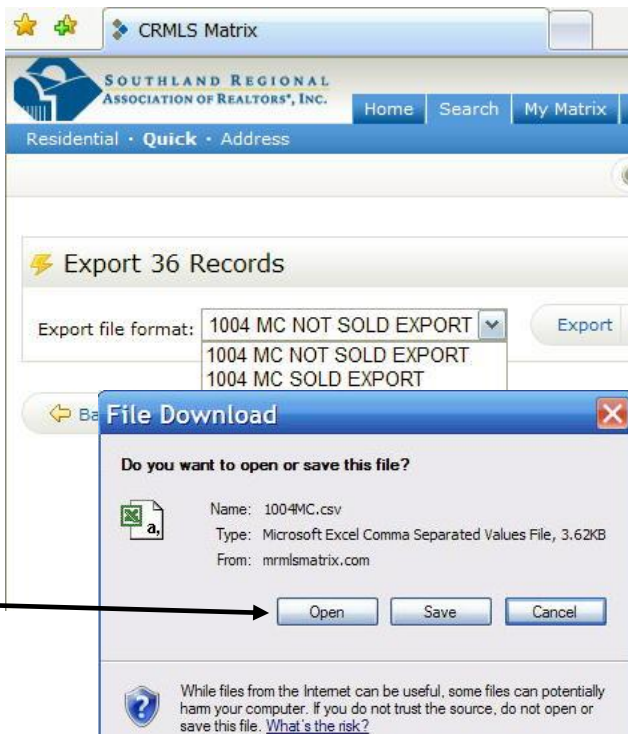 CRMLS Matrix
SOUTHLAND REGIONAL
ASSOCIATION OF REALTORS®, INC.
Home Search My Matrix
Residential · Quick · Address
Export 36 Records
Export file format: 1004 MC NOT SOLD EXPORT Export
1004 MC NOT SOLD EXPORT
1004 MC SOLD EXPORT
Ba
File Download
Do you want to open or save this file?
a,
Name: 1004MC.csv
Type: Microsoft Excel Comma Separated Values File, 3.62KB
From: mrmlsmatrix.com
Open Save Cancel
While files from the Internet can be useful, some files can potentially
harm your computer. If you do not trust the source, do not open or
save this file. What's the risk?